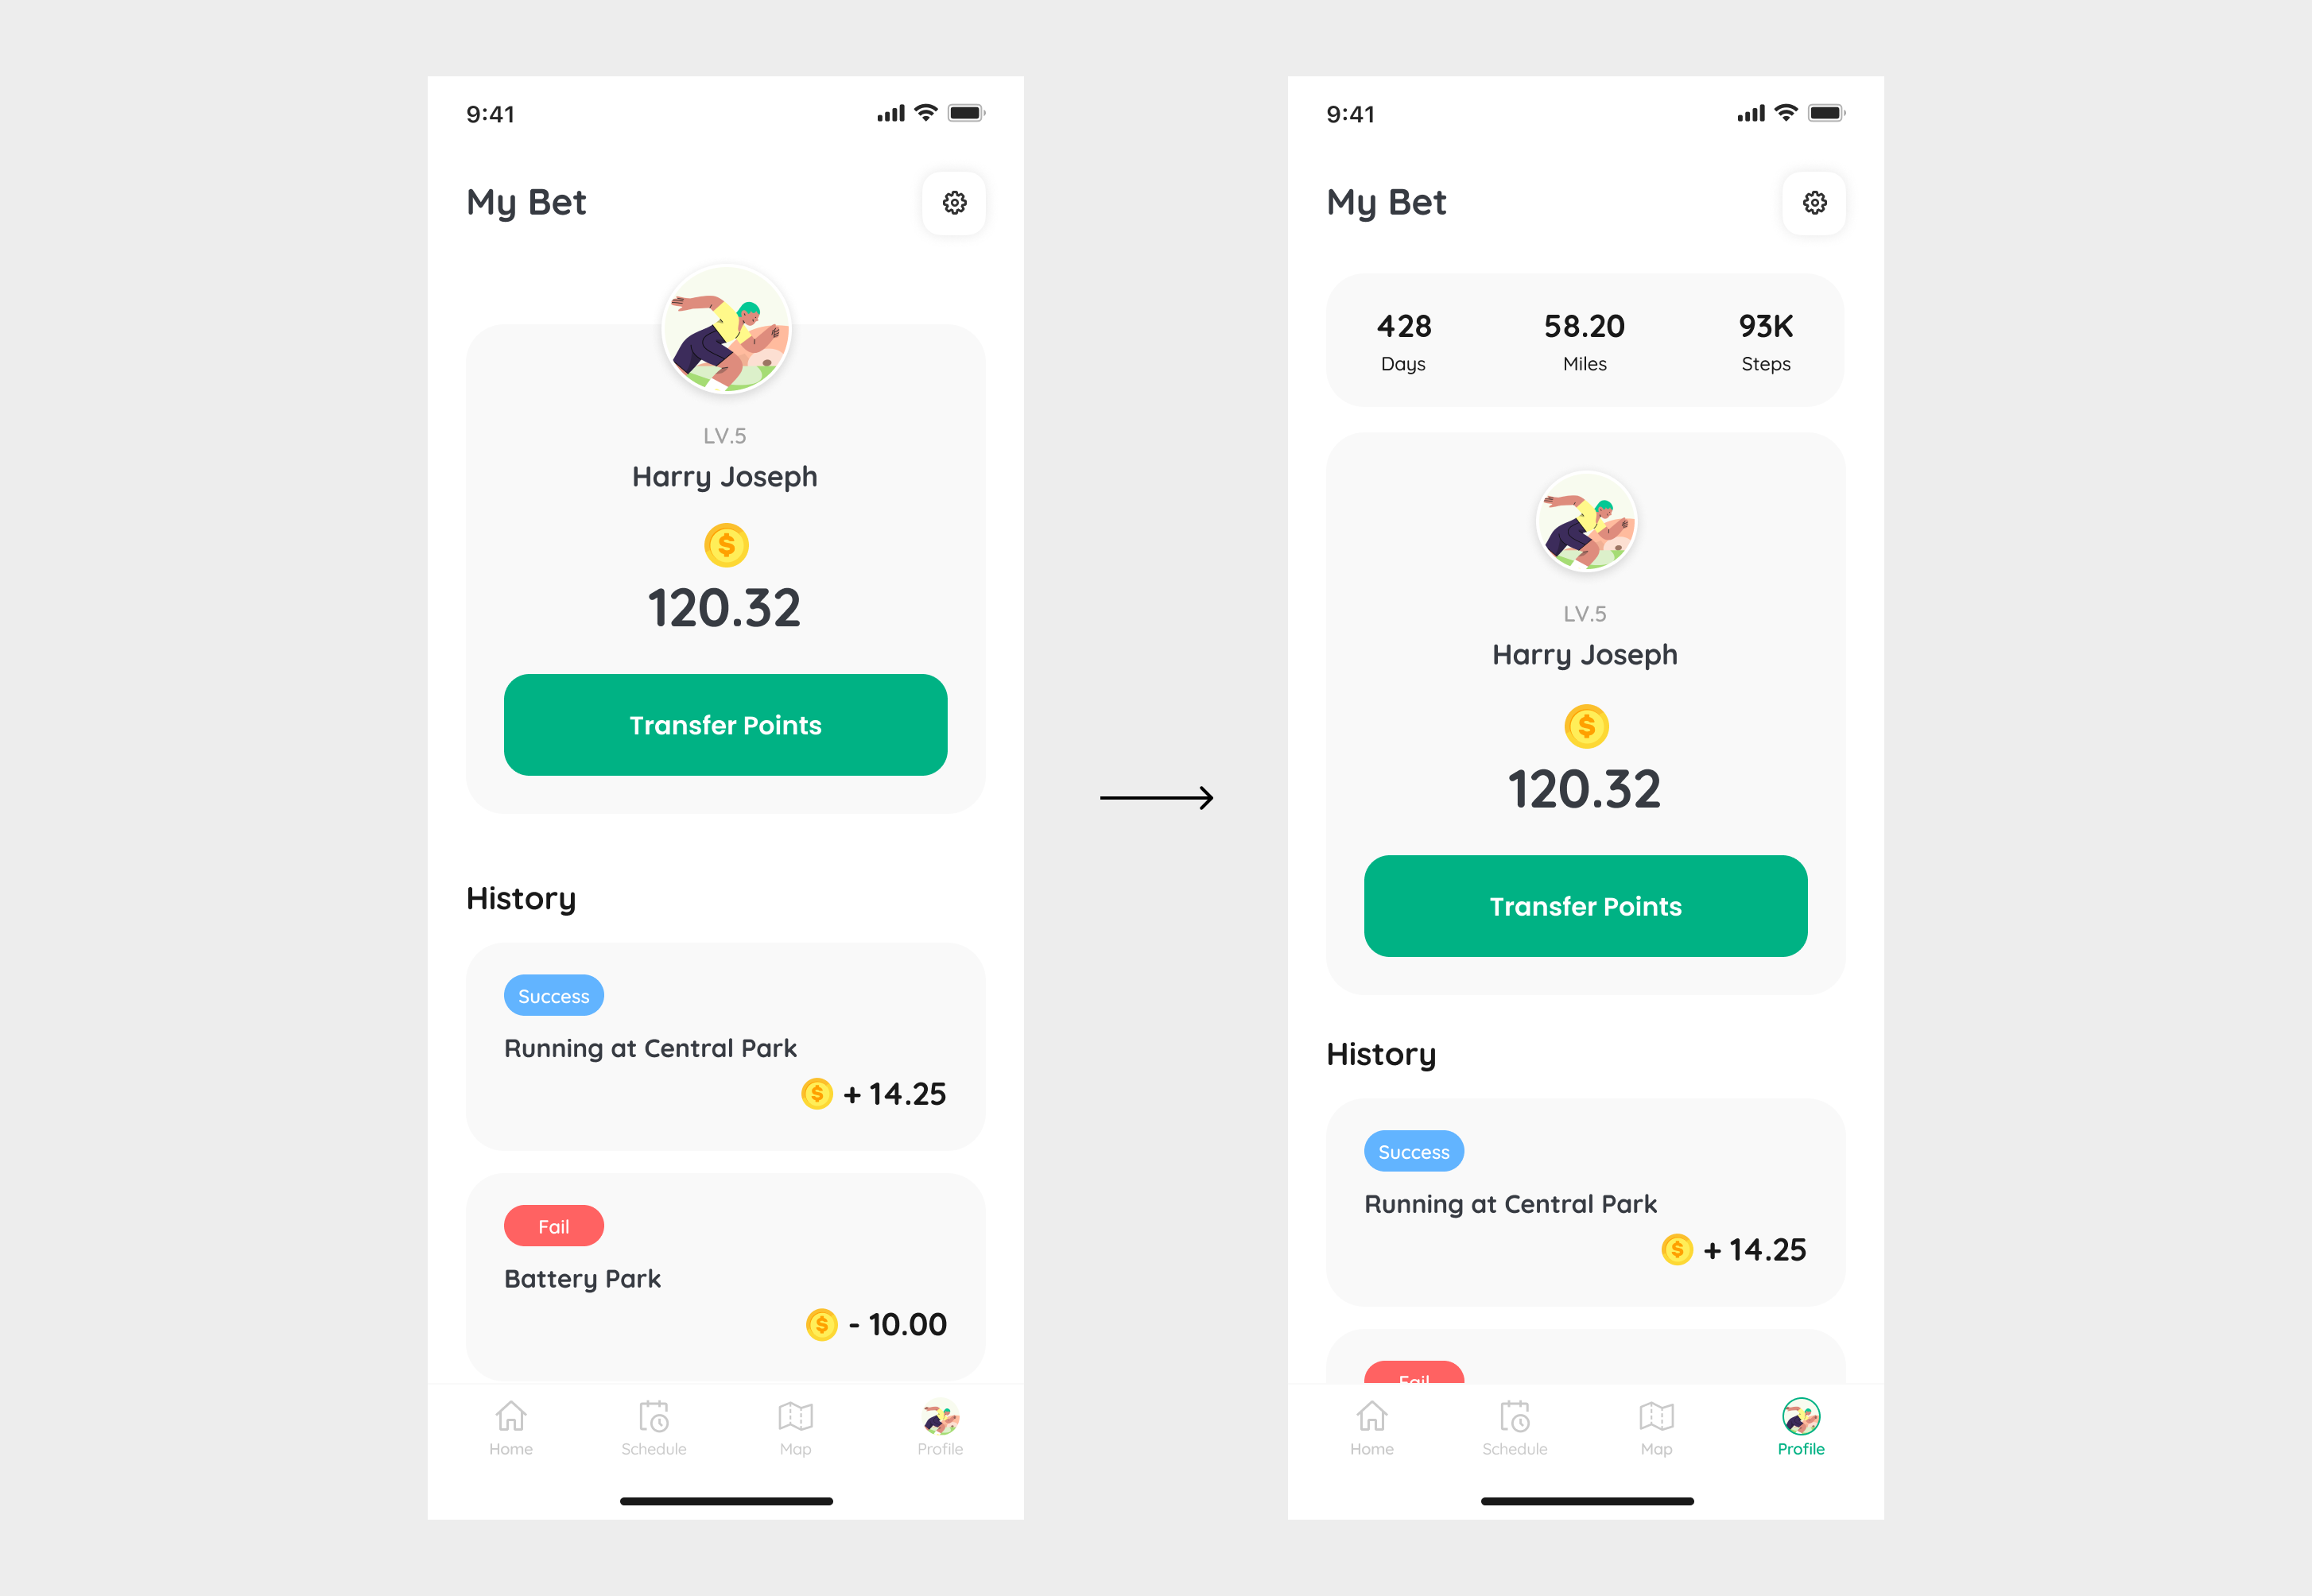 9:41
My Bet
LV.5
Harry Joseph
$
120.32
Transfer Points
History
Success
Running at Central Park
$ + 14.25
Fail
Battery Park
$ - 10.00
Home Schedule Map Profile
9:41
My Bet
428 58.20 93K
Days Miles Steps
LV.5
Harry Joseph
$
120.32
Transfer Points
History
Success
Running at Central Park
$ + 14.25
Fail
Home Schedule Map Profile